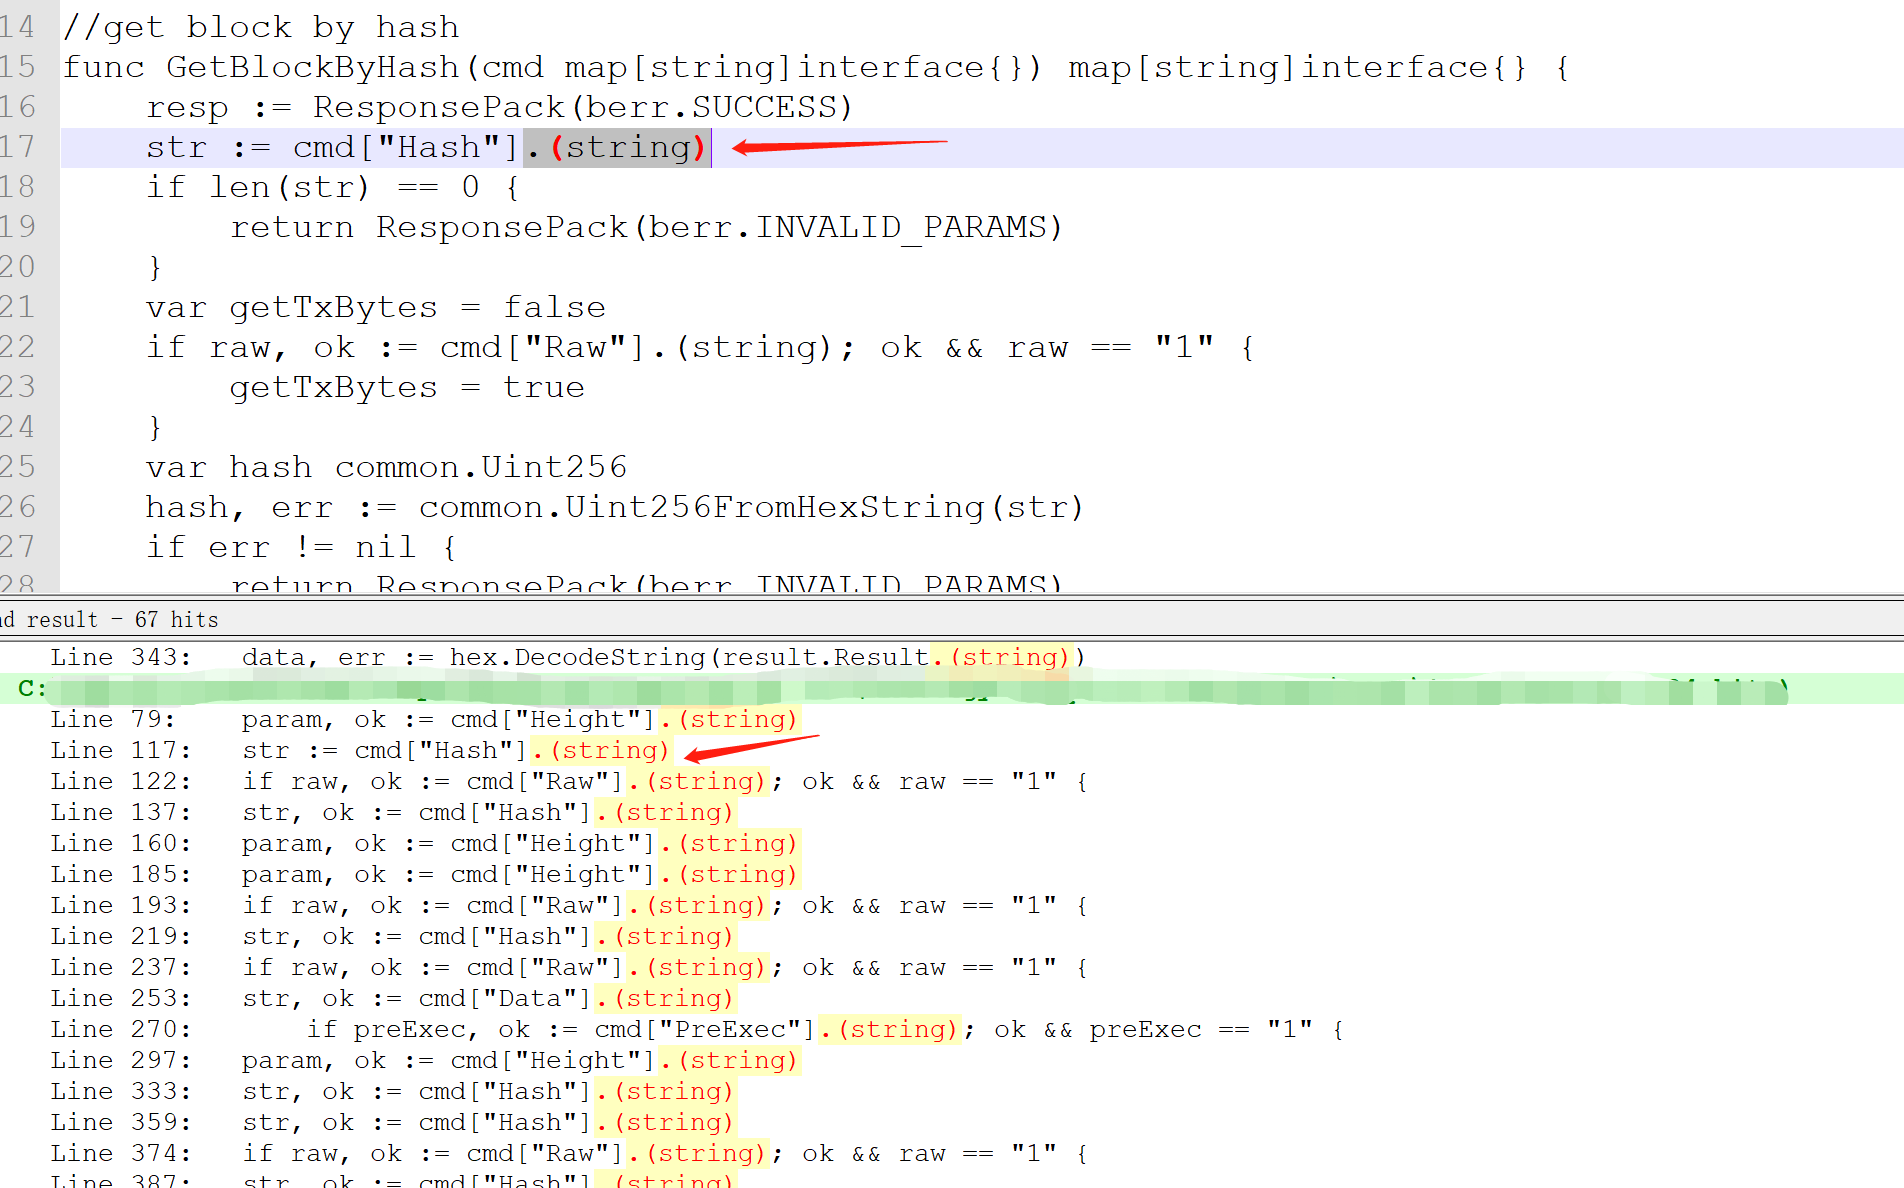 14 //get block by hash
15 func GetBlockByHash(cmd map[string]interface{}) map[string]interface{} {
16     resp := ResponsePack(berr.SUCCESS)
17     str := cmd["Hash"].(string)
18     if len(str) == 0 {
19         return ResponsePack(berr.INVALID_PARAMS)
20     }
21     var getTxBytes = false
22     if raw, ok := cmd["Raw"].(string); ok && raw == "1" {
23         getTxBytes = true
24     }
25     var hash common.Uint256
26     hash, err := common.Uint256FromHexString(str)
27     if err != nil {
28         return ResponsePack(berr.INVALID_PARAMS)
nd result - 67 hits
Line 343:   data, err := hex.DecodeString(result.Result.(string))
C:
Line 79:    param, ok := cmd["Height"].(string)
Line 117:   str := cmd["Hash"].(string)
Line 122:   if raw, ok := cmd["Raw"].(string); ok && raw == "1" {
Line 137:   str, ok := cmd["Hash"].(string)
Line 160:   param, ok := cmd["Height"].(string)
Line 185:   param, ok := cmd["Height"].(string)
Line 193:   if raw, ok := cmd["Raw"].(string); ok && raw == "1" {
Line 219:   str, ok := cmd["Hash"].(string)
Line 237:   if raw, ok := cmd["Raw"].(string); ok && raw == "1" {
Line 253:   str, ok := cmd["Data"].(string)
Line 270:       if preExec, ok := cmd["PreExec"].(string); ok && preExec == "1" {
Line 297:   param, ok := cmd["Height"].(string)
Line 333:   str, ok := cmd["Hash"].(string)
Line 359:   str, ok := cmd["Hash"].(string)
Line 374:   if raw, ok := cmd["Raw"].(string); ok && raw == "1" {
Line 387:   str, ok := cmd["Hash"].(string)